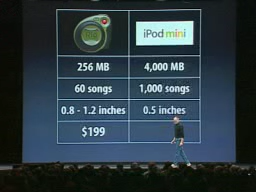 Rio
iPod mini
256 MB 4,000 MB
60 songs 1,000 songs
0.8 - 1.2 inches 0.5 inches
$199